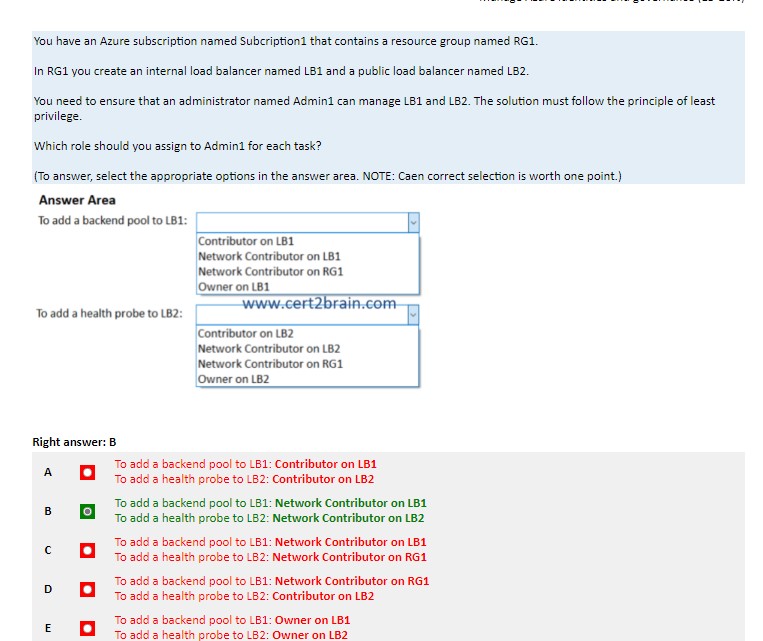 You have an Azure subscription named Subcription1 that contains a resource group named RG1.
In RG1 you create an internal load balancer named LB1 and a public load balancer named LB2.
You need to ensure that an administrator named Admin1 can manage LB1 and LB2. The solution must follow the principle of least
privilege.
Which role should you assign to Admin1 for each task?
(To answer, select the appropriate options in the answer area. NOTE: Caen correct selection is worth one point.)
Answer Area
To add a backend pool to LB1:
Contributor on LB1
Network Contributor on LB1
Network Contributor on RG1
Owner on LB1
www.cert2brain.com
To add a health probe to LB2:
Contributor on LB2
Network Contributor on LB2
Network Contributor on RG1
Owner on LB2
Right answer: B
A
To add a backend pool to LB1: Contributor on LB1
To add a health probe to LB2: Contributor on LB2
B
To add a backend pool to LB1: Network Contributor on LB1
To add a health probe to LB2: Network Contributor on LB2
C
To add a backend pool to LB1: Network Contributor on LB1
To add a health probe to LB2: Network Contributor on RG1
D
To add a backend pool to LB1: Network Contributor on RG1
To add a health probe to LB2: Contributor on LB2
E
To add a backend pool to LB1: Owner on LB1
To add a health probe to LB2: Owner on LB2